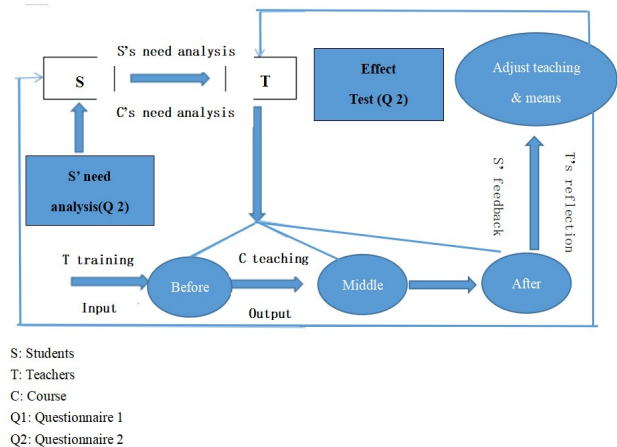 S's need analysis
S
T
C's need analysis
Effect
Test (Q 2)
Adjust teaching
& means
S' need
analysis(Q 2)
S' feedback
T's reflection
T training
Input
Before
C teaching
Output
Middle
After
S: Students
T: Teachers
C: Course
Q1: Questionnaire 1
Q2: Questionnaire 2